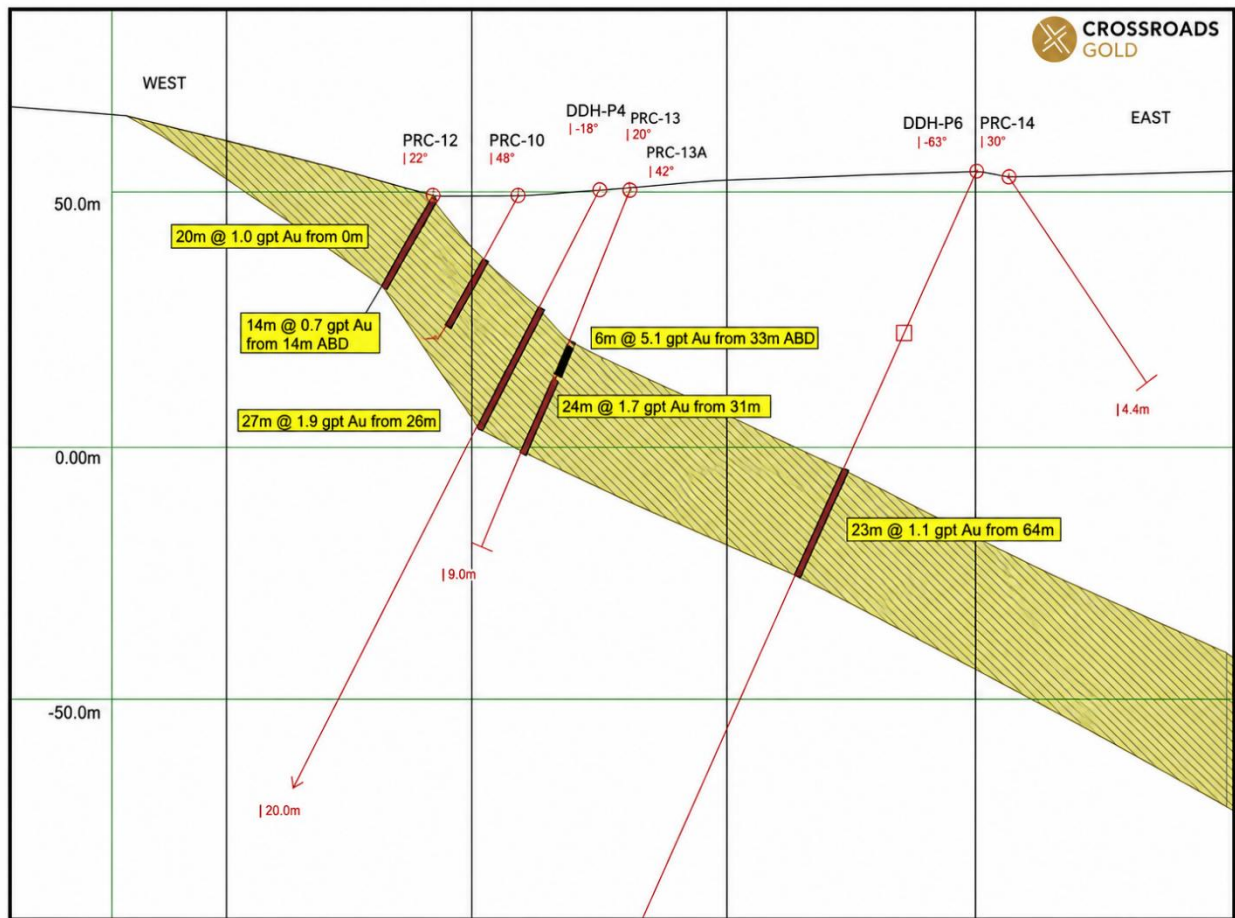 CROSSROADS
GOLD
WEST
DDH-P4
| -18°
PRC-13
| 20°
PRC-12
| 22°
PRC-10
| 48°
PRC-13A
| 42°
DDH-P6
| -63°
PRC-14
| 30°
EAST
50.0m
20m @ 1.0 gpt Au from 0m
14m @ 0.7 gpt Au
from 14m ABD
6m @ 5.1 gpt Au from 33m ABD
24m @ 1.7 gpt Au from 31m
27m @ 1.9 gpt Au from 26m
| 4.4m
0.00m
23m @ 1.1 gpt Au from 64m
| 9.0m
-50.0m
| 20.0m